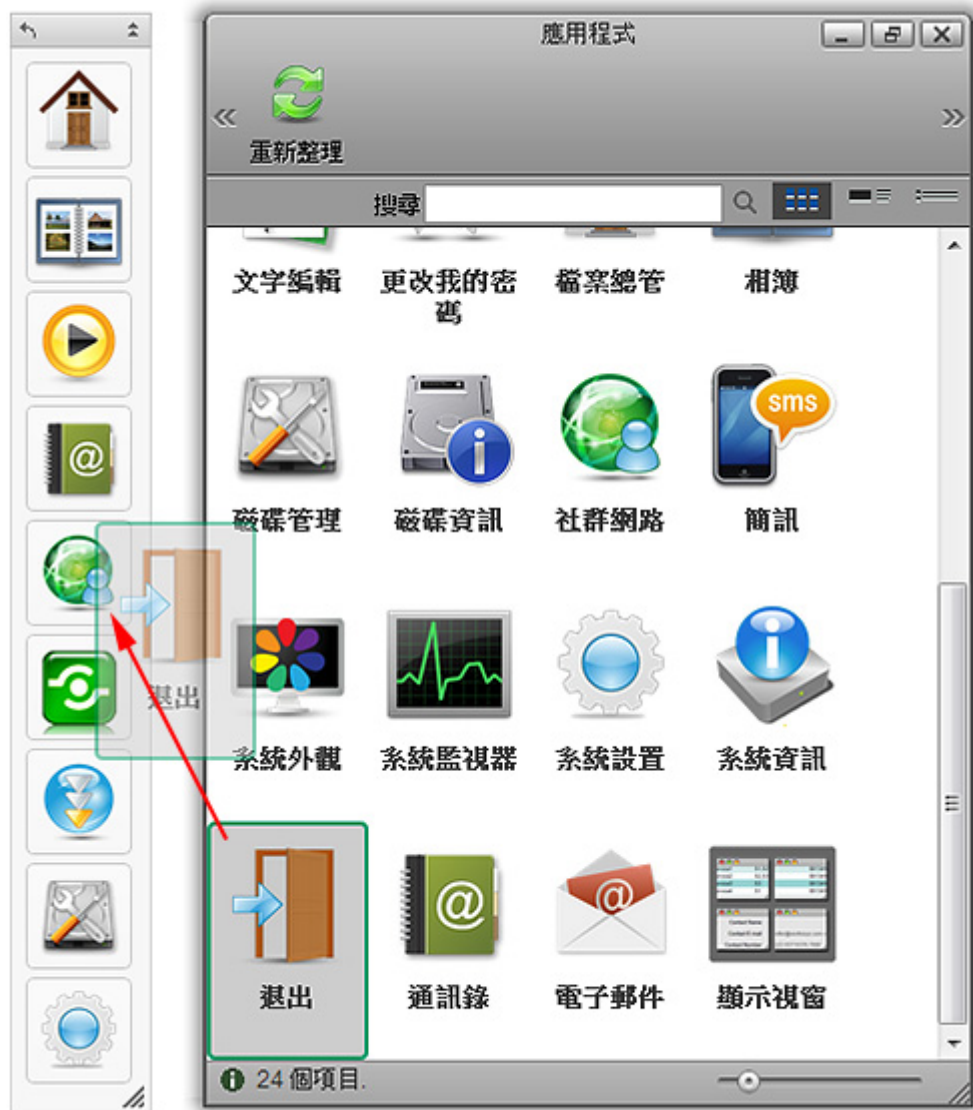 應用程式
重新整理
搜尋
文字編輯
更改我的密
碼
檔案總管
相簿
磁碟管理
磁碟資訊
社群網路
sms
簡訊
退出
系統外觀
系統監視器
系統設置
系統資訊
退出
@
通訊錄
@
電子郵件
顯示視窗
@
24 個項目.